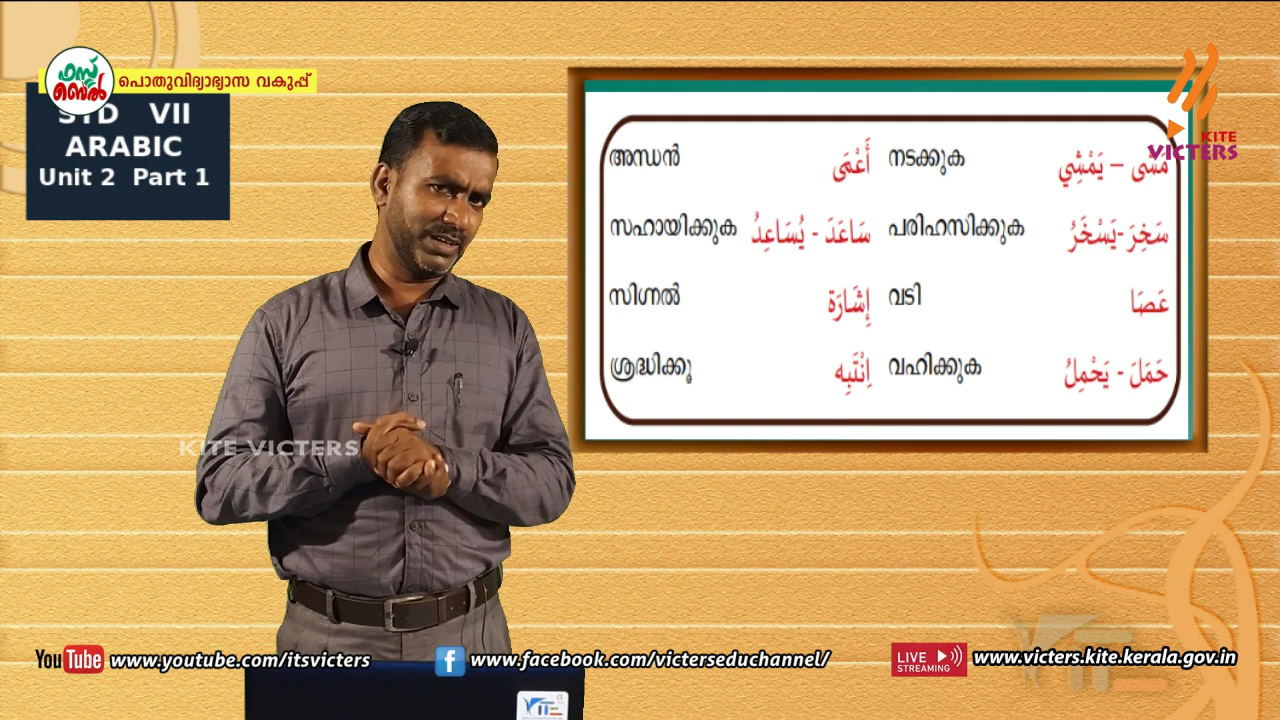 ഫസ്റ്റ്
ബെൽ
പൊതുവിദ്യാഭ്യാസ വകുപ്പ്
STD VII
ARABIC
Unit 2 Part 1
KITE
VICTERS
അന്ധൻ أَعْمَى നടക്കുക مَشَى – يَمْشِي
സഹായിക്കുക سَاعَدَ - يُسَاعِدُ പരിഹസിക്കുക سَخِرَ -يَسْخَرُ
സിഗ്നൽ إِشَارَة വടി عَصَا
ശ്രദ്ധിക്കൂ اِنْتَبِه വഹിക്കുക حَمَلَ - يَحْمِلُ
KITE VICTERS
YouTube www.youtube.com/itsvicters
f www.facebook.com/victerseduchannel/
LIVE STREAMING www.victers.kite.kerala.gov.in